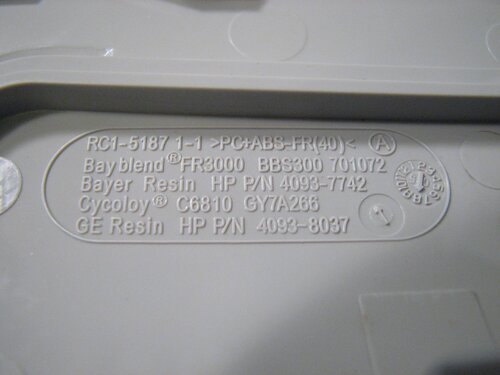 RC1-5187 1-1 >PC+ABS-FR(40)< A
Bayblend®FR3000 BBS300 701072
Bayer Resin HP P/N 4093-7742
Cycoloy® C6810 GY7A266
GE Resin HP P/N 4093-8037